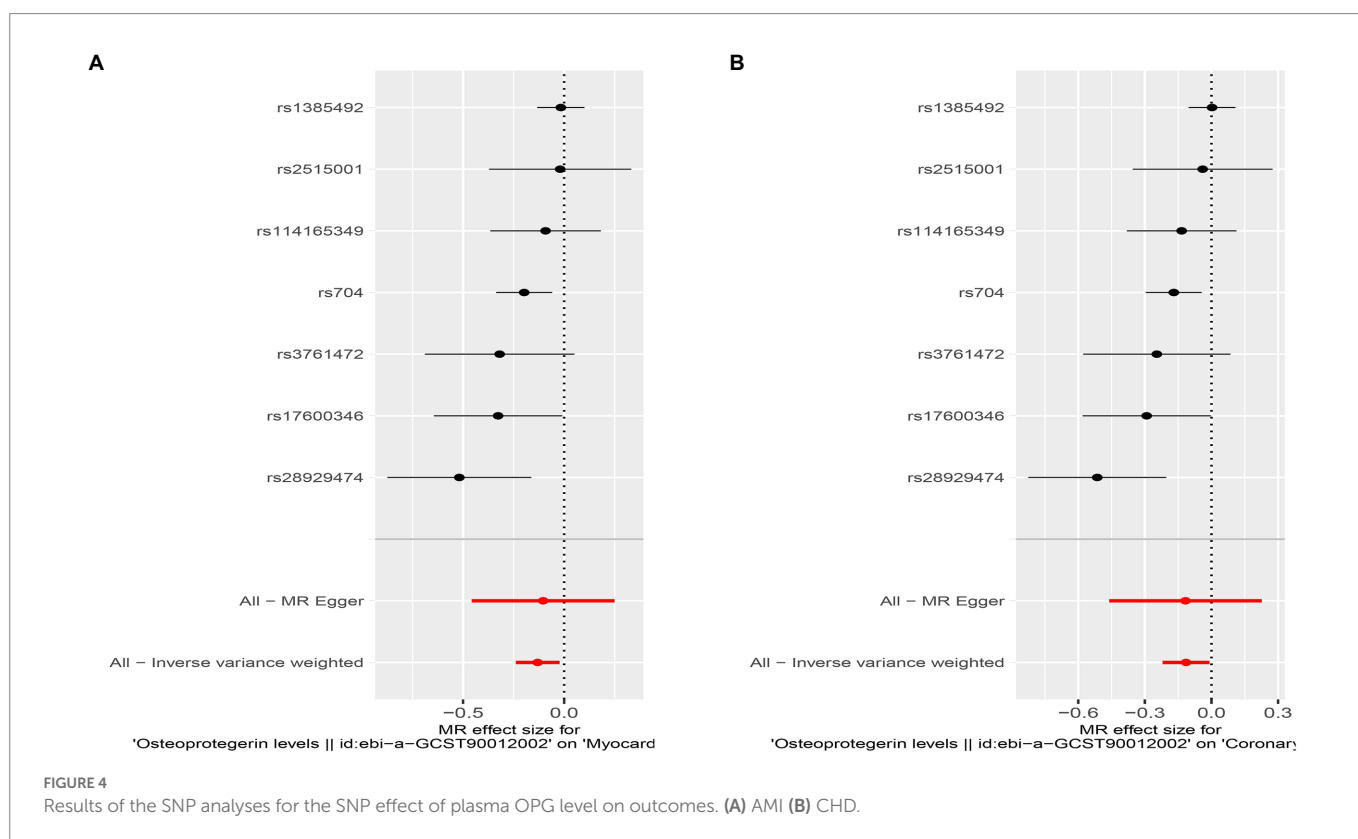 A
rs1385492
rs2515001
rs114165349
rs704
rs3761472
rs17600346
rs28929474
All − MR Egger
All − Inverse variance weighted
−0.5 0.0
MR effect size for
'Osteoprotegerin levels || id:ebi−a−GCST90012002' on 'Myocard
B
rs1385492
rs2515001
rs114165349
rs704
rs3761472
rs17600346
rs28929474
All − MR Egger
All − Inverse variance weighted
−0.6 −0.3 0.0 0.3
MR effect size for
'Osteoprotegerin levels || id:ebi−a−GCST90012002' on 'Coronary
FIGURE 4
Results of the SNP analyses for the SNP effect of plasma OPG level on outcomes. (A) AMI (B) CHD.